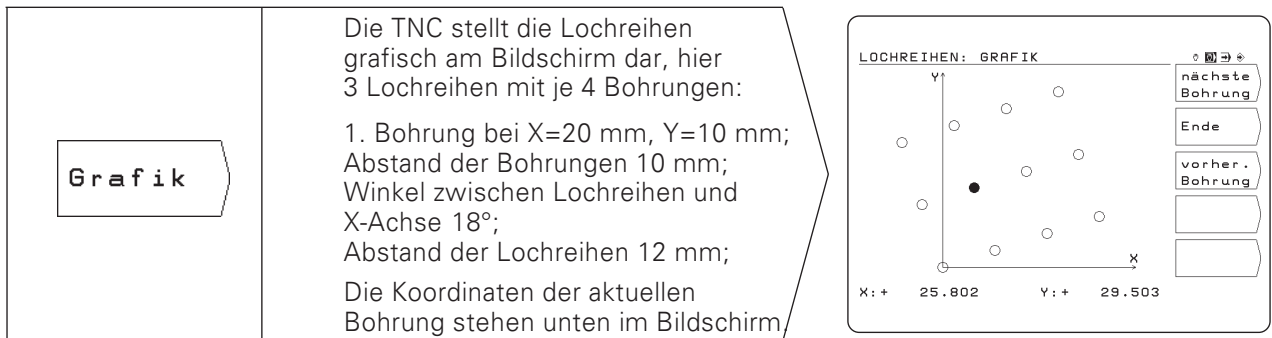 Grafik
Die TNC stellt die Lochreihen
grafisch am Bildschirm dar, hier
3 Lochreihen mit je 4 Bohrungen:
1. Bohrung bei X=20 mm, Y=10 mm;
Abstand der Bohrungen 10 mm;
Winkel zwischen Lochreihen und
X-Achse 18°;
Abstand der Lochreihen 12 mm;
Die Koordinaten der aktuellen
Bohrung stehen unten im Bildschirm.
LOCHREIHEN: GRAFIK
Y
X
X:+ 25.802 Y:+ 29.503
nächste
Bohrung
Ende
vorher.
Bohrung